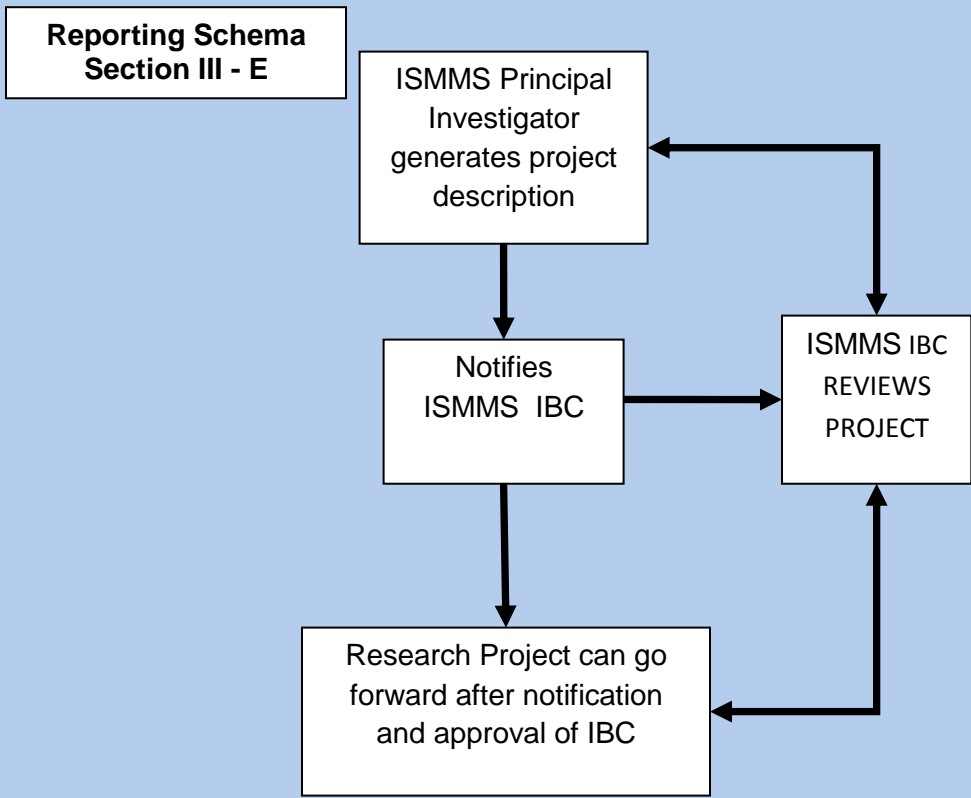 Reporting Schema
Section III - E
ISMMS Principal
Investigator
generates project
description
Notifies
ISMMS IBC
ISMMS IBC
REVIEWS
PROJECT
Research Project can go
forward after notification
and approval of IBC